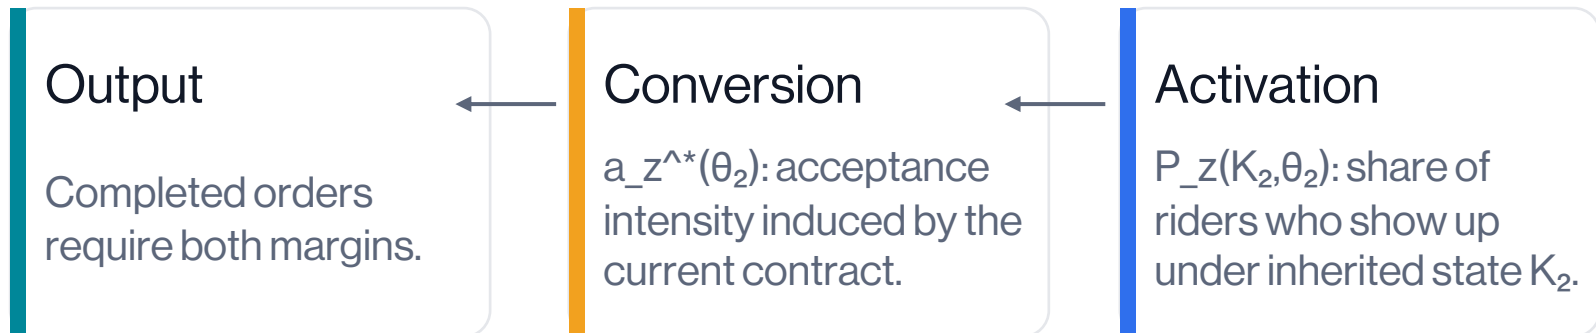 Output
Completed orders
require both margins.
Conversion
a_z^*(θ₂): acceptance
intensity induced by the
current contract.
Activation
P_z(K₂,θ₂): share of
riders who show up
under inherited state K₂.